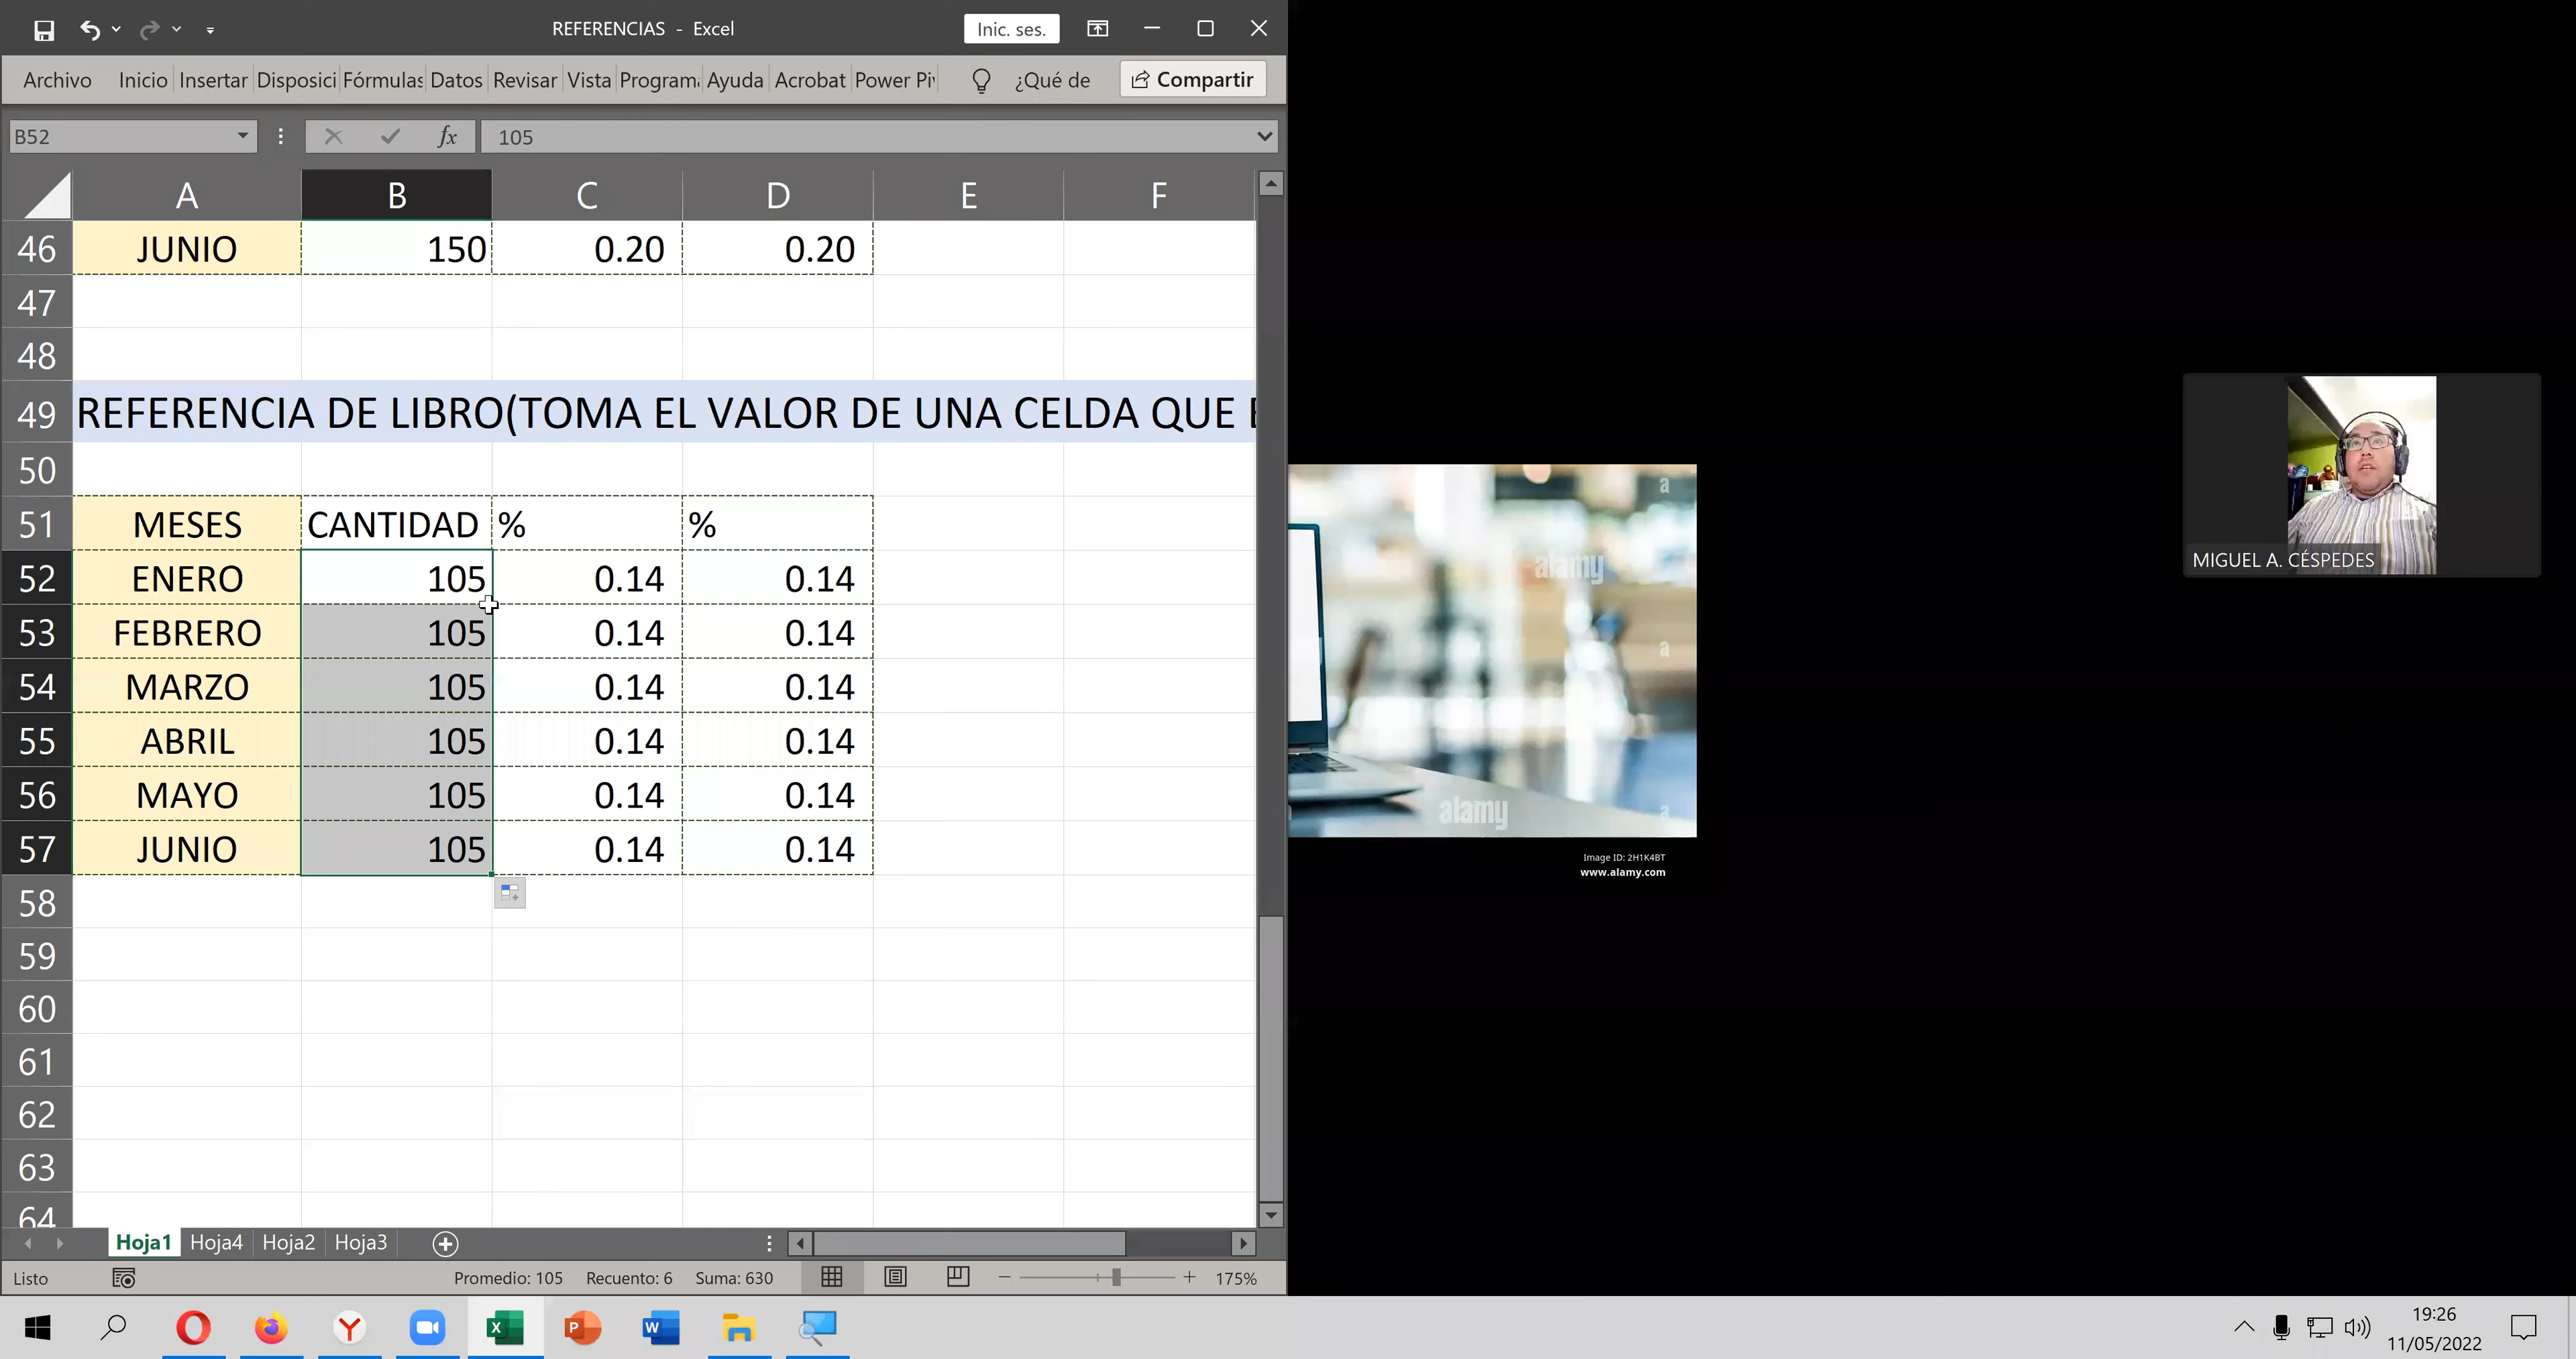 REFERENCIAS - Excel
Inic. ses.
Archivo Inicio Insertar Disposici Fórmulas Datos Revisar Vista Program Ayuda Acrobat Power Pi ¿Qué de Compartir
B52 fx 105
A B C D E F
46 JUNIO 150 0.20 0.20
47
48
49 REFERENCIA DE LIBRO(TOMA EL VALOR DE UNA CELDA QUE E
50
51 MESES CANTIDAD % %
52 ENERO 105 0.14 0.14
53 FEBRERO 105 0.14 0.14
54 MARZO 105 0.14 0.14
55 ABRIL 105 0.14 0.14
56 MAYO 105 0.14 0.14
57 JUNIO 105 0.14 0.14
58
59
60
61
62
63
64
Hoja1 Hoja4 Hoja2 Hoja3
Listo Promedio: 105 Recuento: 6 Suma: 630 175%
a
alamy
a
alamy
a
Image ID: 2H1K4BT
www.alamy.com
MIGUEL A. CÉSPEDES
19:26
11/05/2022